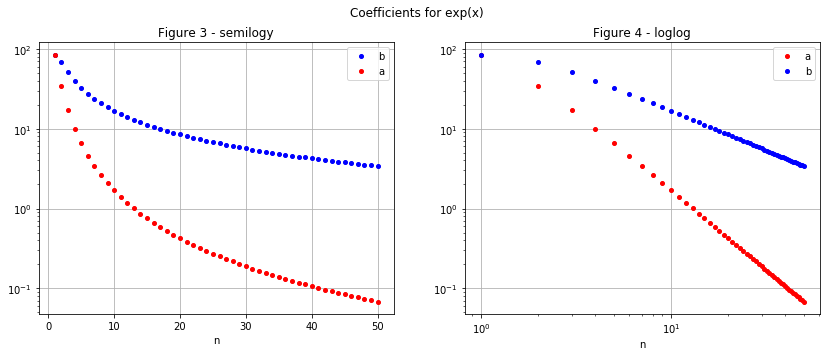 Coefficients for exp(x)
Figure 3 - semilogy
10²
10¹
10⁰
10⁻¹
b
a
0 10 20 30 40 50
n
Figure 4 - loglog
10²
10¹
10⁰
10⁻¹
a
b
10⁰ 10¹
n